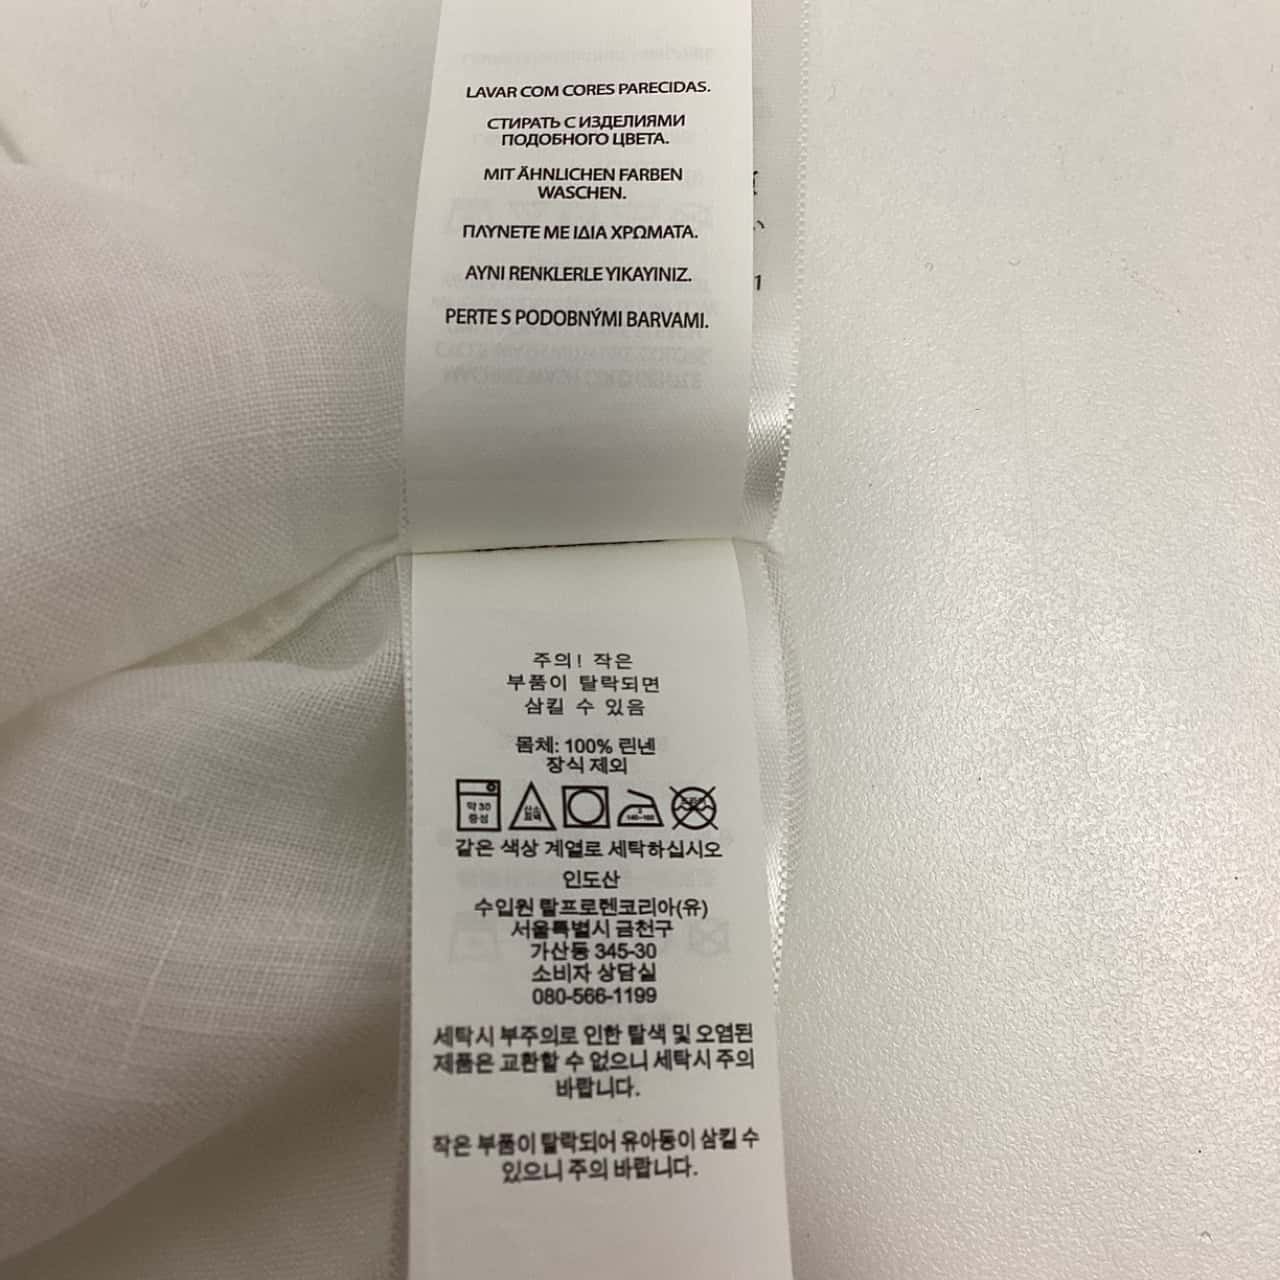 LAVAR COM CORES PARECIDAS.
СТИРАТЬ С ИЗДЕЛИЯМИ
ПОДОБНОГО ЦВЕТА.
MIT ÄHNLICHEN FARBEN
WASCHEN.
ΠΛΥΝΕΤΕ ΜΕ ΙΔΙΑ ΧΡΩΜΑΤΑ.
AYNI RENKLERLE YIKAYINIZ.
PERTE S PODOBNÝMI BARVAMI.
주의! 작은
부품이 탈락되면
삼킬 수 있음
몸체: 100% 린넨
장식 제외
약 30
중성
산소
표백
같은 색상 계열로 세탁하십시오
인도산
수입원 랄프로렌코리아(유)
서울특별시 금천구
가산동 345-30
소비자 상담실
080-566-1199
세탁시 부주의로 인한 탈색 및 오염된
제품은 교환할 수 없으니 세탁시 주의
바랍니다.
작은 부품이 탈락되어 유아동이 삼킬 수
있으니 주의 바랍니다.